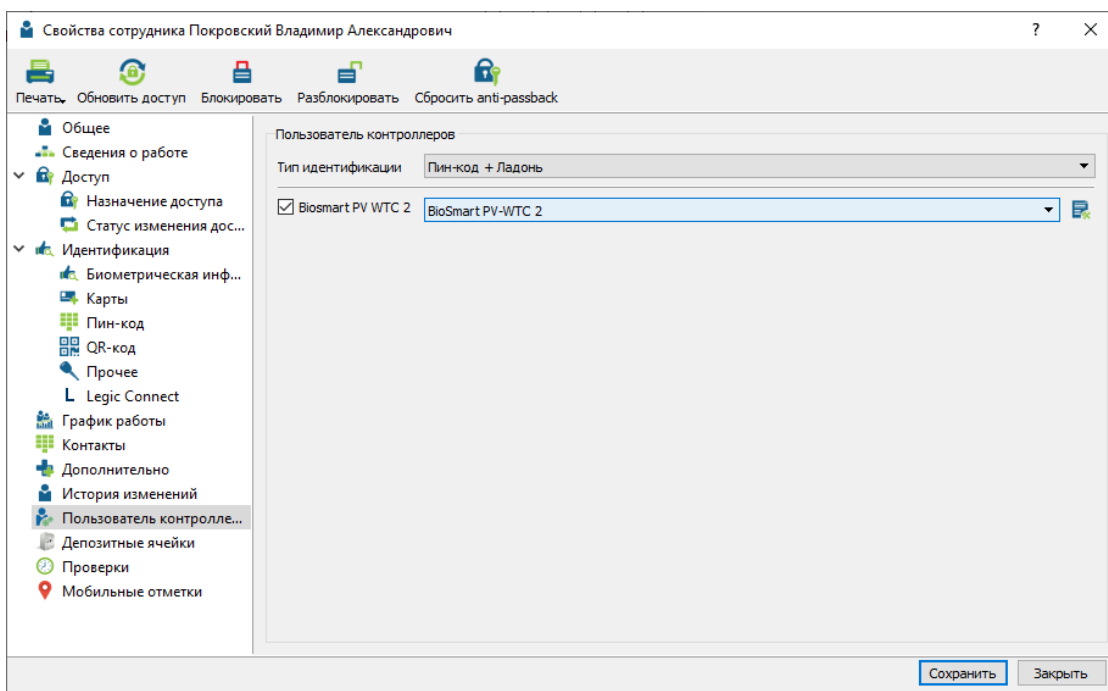 Свойства сотрудника Покровский Владимир Александрович
?
Печать
Обновить доступ
Блокировать
Разблокировать
Сбросить anti-passback
Общее
Сведения о работе
Доступ
Назначение доступа
Статус изменения дос...
Идентификация
Биометрическая инф...
Карты
Пин-код
QR-код
Прочее
L Legic Connect
График работы
Контакты
Дополнительно
История изменений
Пользователь контролле...
Депозитные ячейки
Проверки
Мобильные отметки
Пользователь контроллеров
Тип идентификации
Пин-код + Ладонь
Biosmart PV WTC 2
BioSmart PV-WTC 2
Сохранить
Закрыть